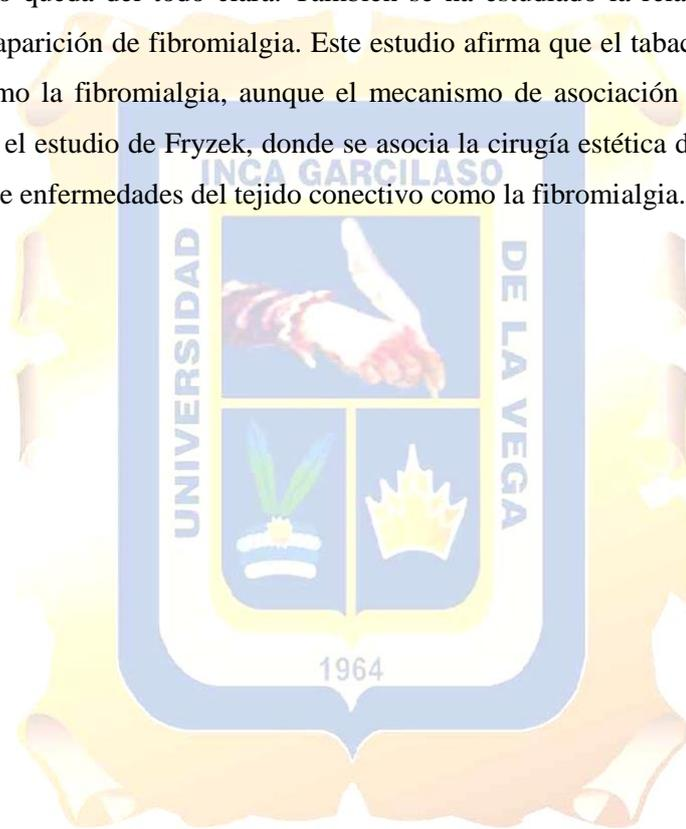 aparición de fibromialgia. Este estudio afirma que el tabac
mo la fibromialgia, aunque el mecanismo de asociación
el estudio de Fryzek, donde se asocia la cirugía estética d
e enfermedades del tejido conectivo como la fibromialgia.
INCA GARCILASO
UNIVERSIDAD
DE LA VEGA
1964